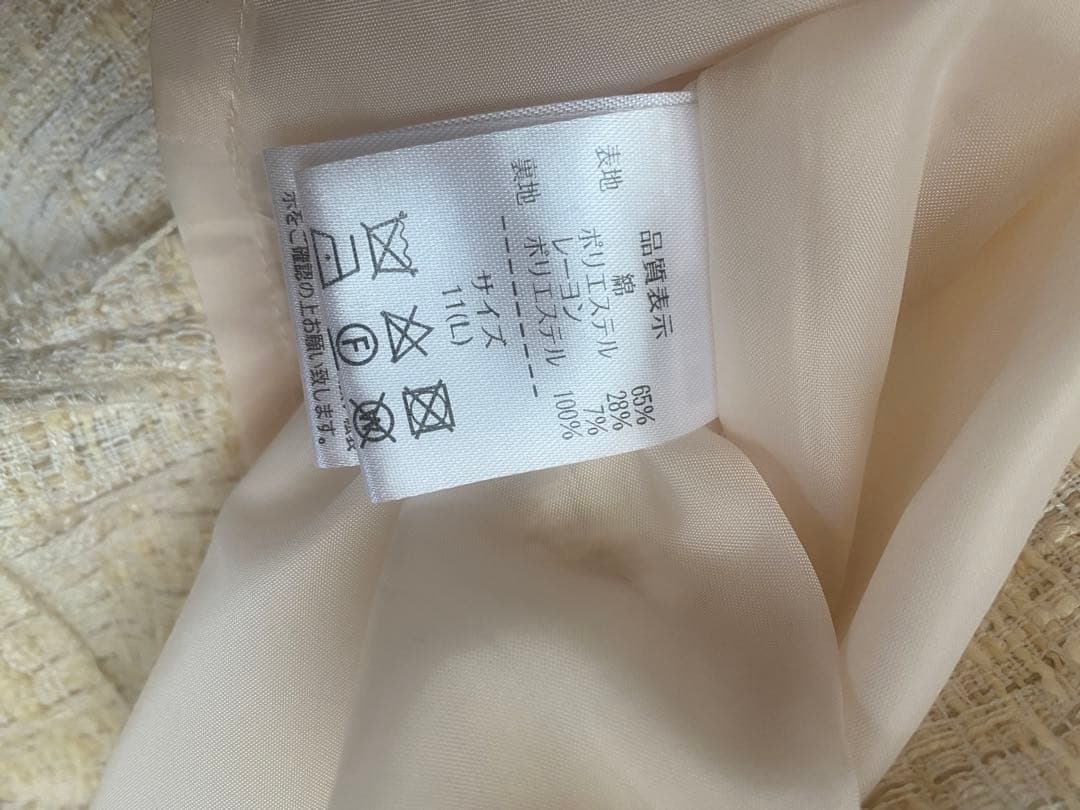 品質表示
表地 ポリエステル 65%
綿 28%
レーヨン 7%
裏地 ポリエステル 100%
サイズ
11(L)
F
W
示をご確認の上お願い致します。